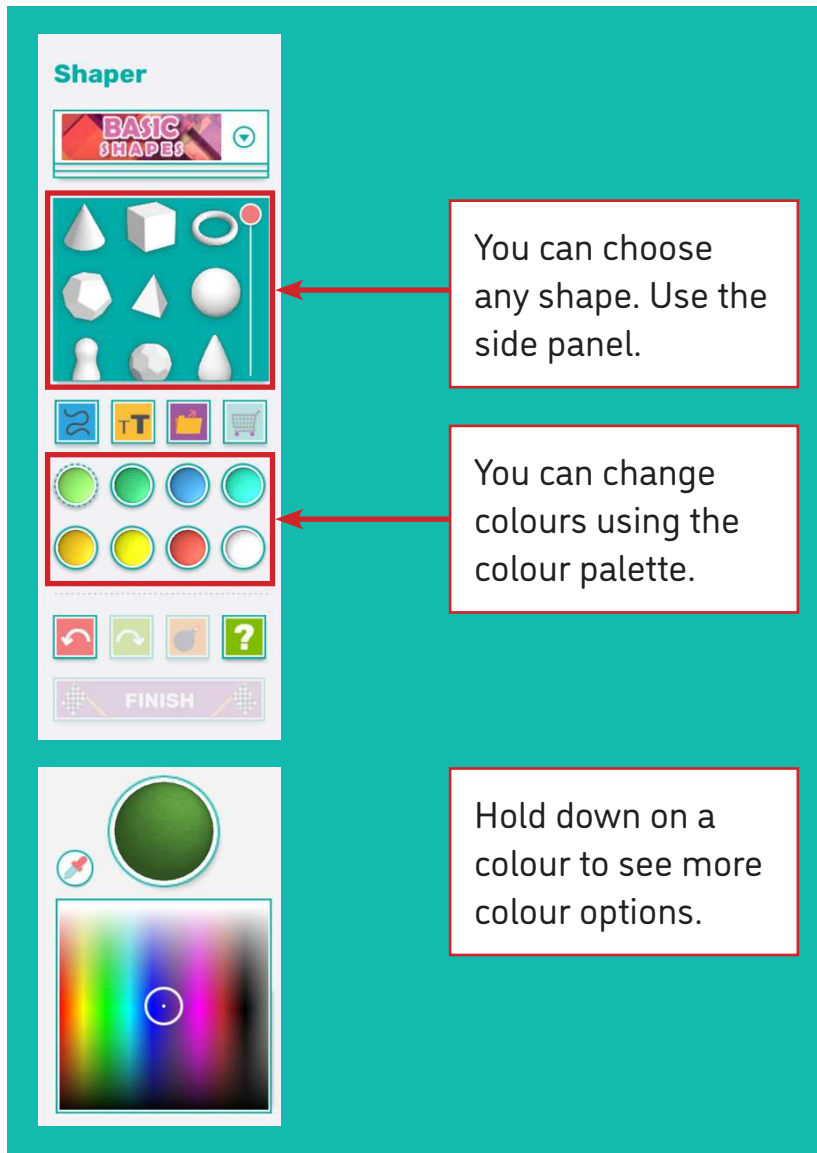 Shaper
BASIC
SHAPES
You can choose
any shape. Use the
side panel.
TT
You can change
colours using the
colour palette.
?
FINISH
Hold down on a
colour to see more
colour options.